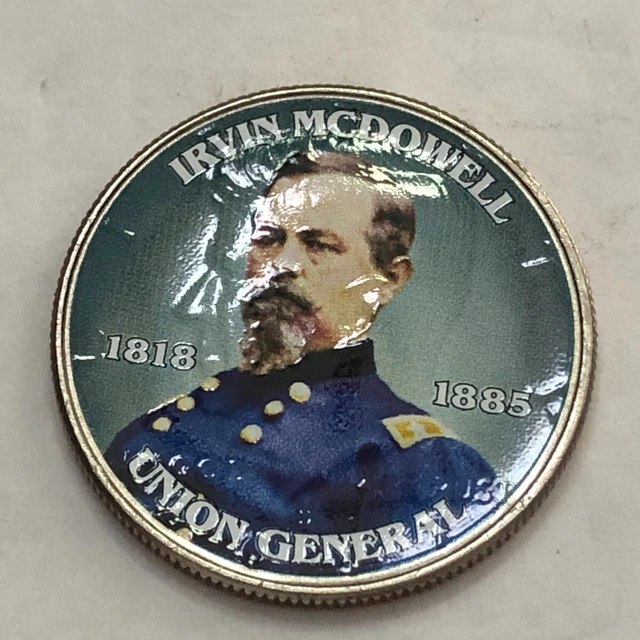 IRVIN MCDOWELL
1818
1885
UNION GENERAL